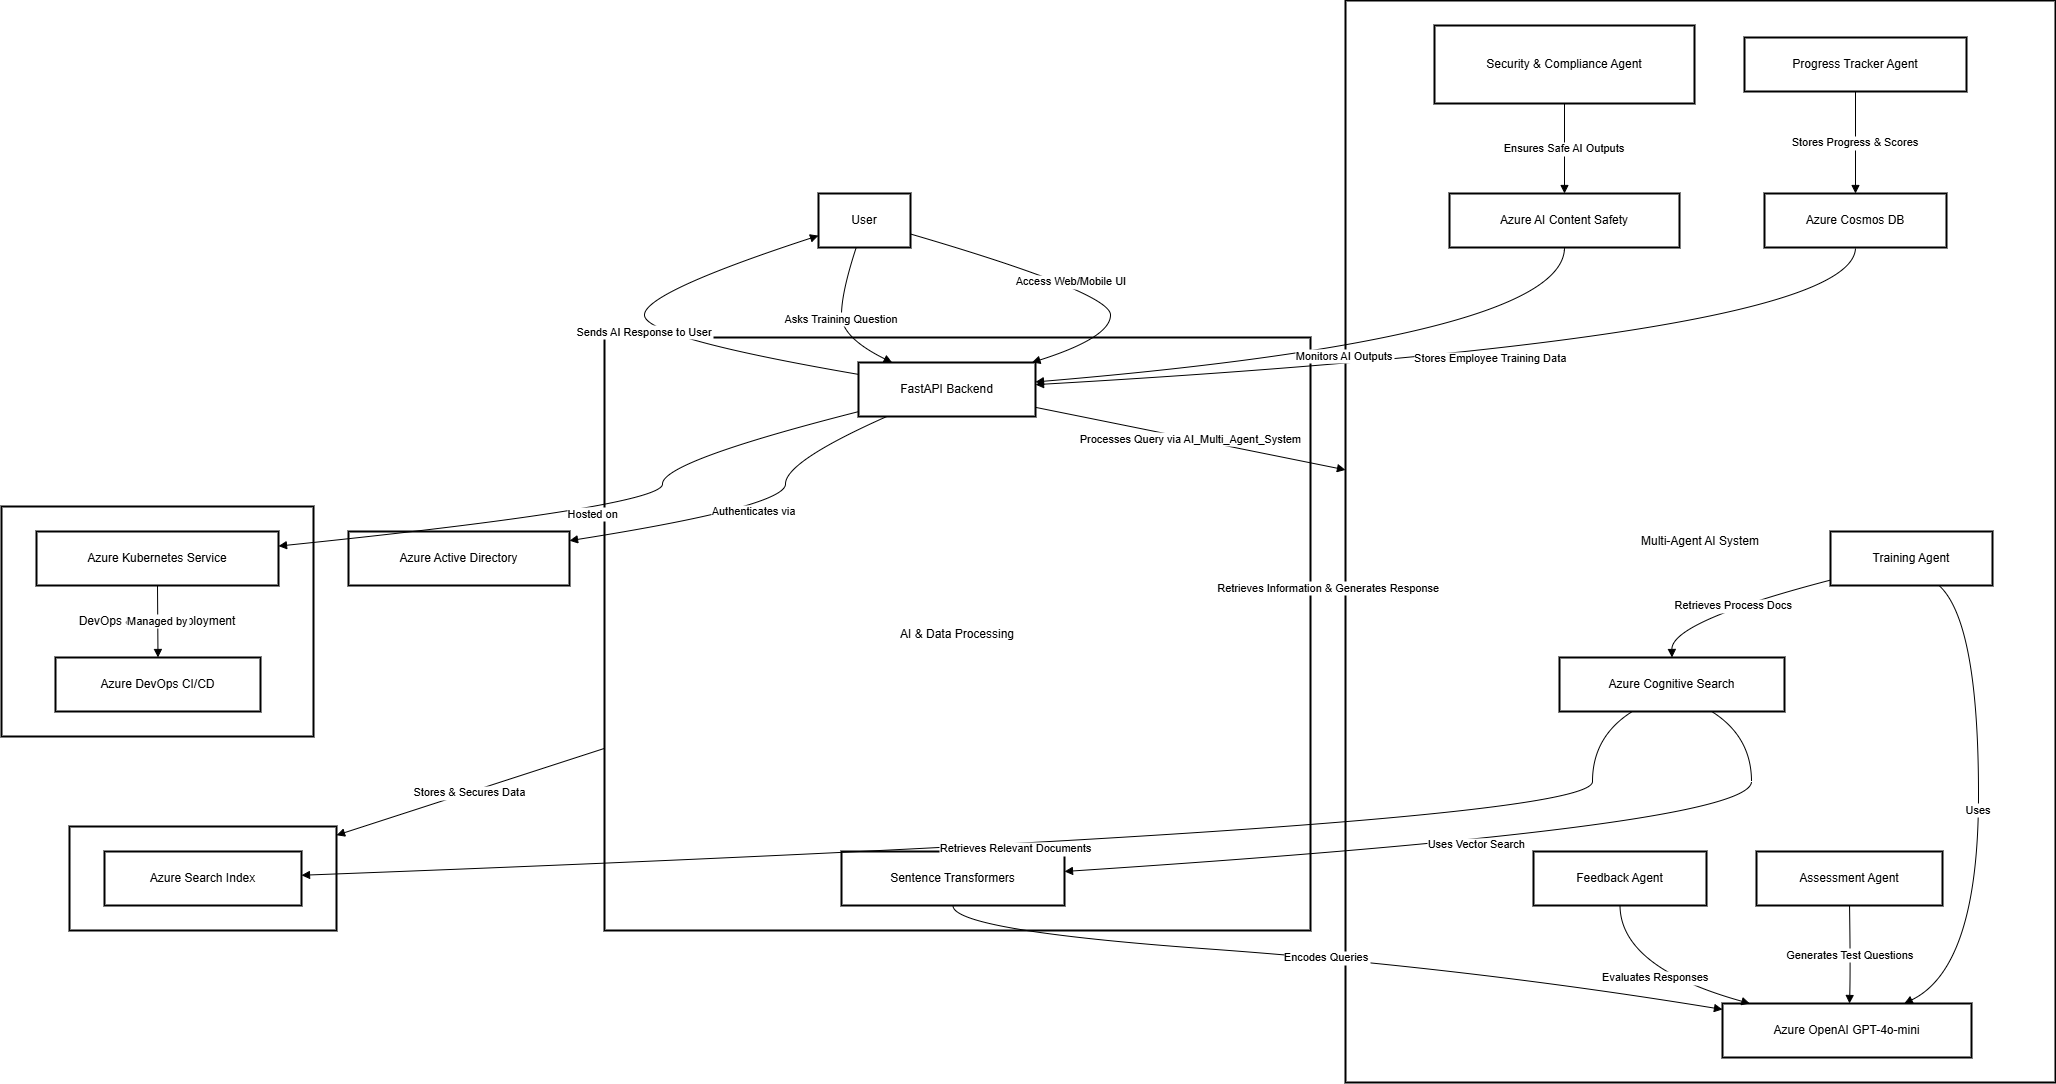 Security & Compliance Agent
Progress Tracker Agent
Stores Progress & Scores
Ensures Safe AI Outputs
User
Azure AI Content Safety
Azure Cosmos DB
Access Web/Mobile UI
Asks Training Question
Sends AI Response to User
Monitors AI Outputs
Stores Employee Training Data
FastAPI Backend
Processes Query via AI_Multi_Agent_System
Hosted on
Authenticates via
Multi-Agent AI System
Azure Kubernetes Service
Azure Active Directory
Training Agent
Retrieves Information & Generates Response
Retrieves Process Docs
DevOps
Managed by
AI & Data Processing
Azure DevOps CI/CD
Azure Cognitive Search
Stores & Secures Data
Uses
Retrieves Relevant Documents
Uses Vector Search
Azure Search Index
Sentence Transformers
Feedback Agent
Assessment Agent
Encodes Queries
Generates Test Questions
Evaluates Responses
Azure OpenAI GPT-4o-mini